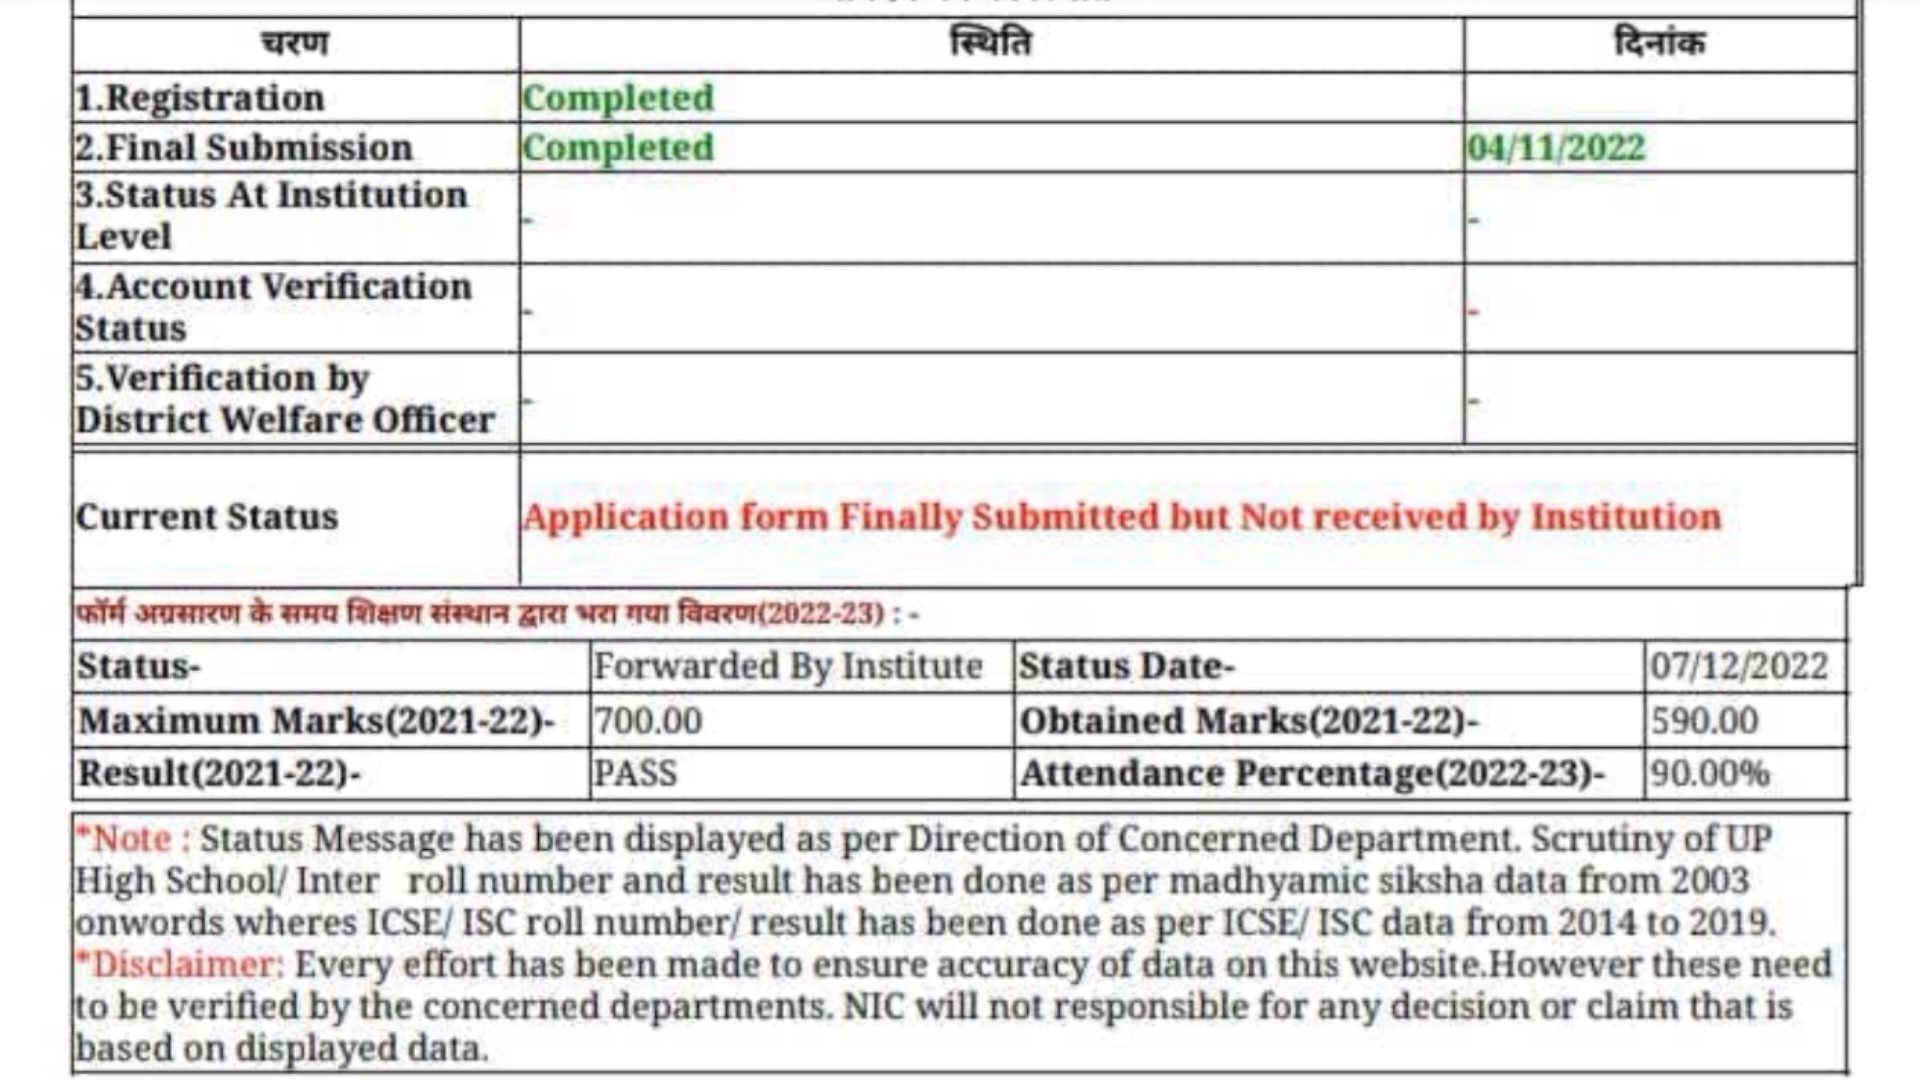 चरण स्थिति दिनांक
1.Registration Completed
2.Final Submission Completed 04/11/2022
3.Status At Institution
Level - -
4.Account Verification
Status - -
5.Verification by
District Welfare Officer - -
Current Status Application form Finally Submitted but Not received by Institution
फॉर्म अग्रसारण के समय शिक्षण संस्थान द्वारा भरा गया विवरण(2022-23) : -
Status- Forwarded By Institute Status Date- 07/12/2022
Maximum Marks(2021-22)- 700.00 Obtained Marks(2021-22)- 590.00
Result(2021-22)- PASS Attendance Percentage(2022-23)- 90.00%
*Note : Status Message has been displayed as per Direction of Concerned Department. Scrutiny of UP
High School/ Inter roll number and result has been done as per madhyamic siksha data from 2003
onwords wheres ICSE/ ISC roll number/ result has been done as per ICSE/ ISC data from 2014 to 2019.
*Disclaimer: Every effort has been made to ensure accuracy of data on this website.However these need
to be verified by the concerned departments. NIC will not responsible for any decision or claim that is
based on displayed data.